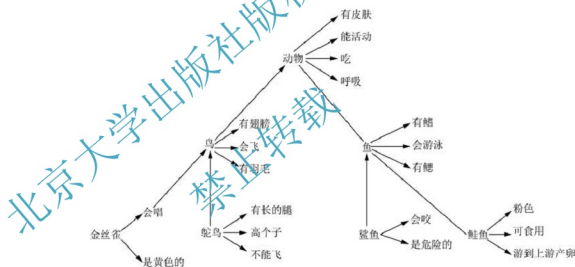 有皮肤
能活动
动物
吃
呼吸
有翅膀
鸟
会飞
有羽毛
有鳍
鱼
会游泳
有鳃
会唱
金丝雀
是黄色的
有长的腿
鸵鸟
高个子
不能飞
会咬
鲨鱼
是危险的
粉色
鲑鱼
可食用
游到上游产卵
北京大学出版社版权
禁止转载